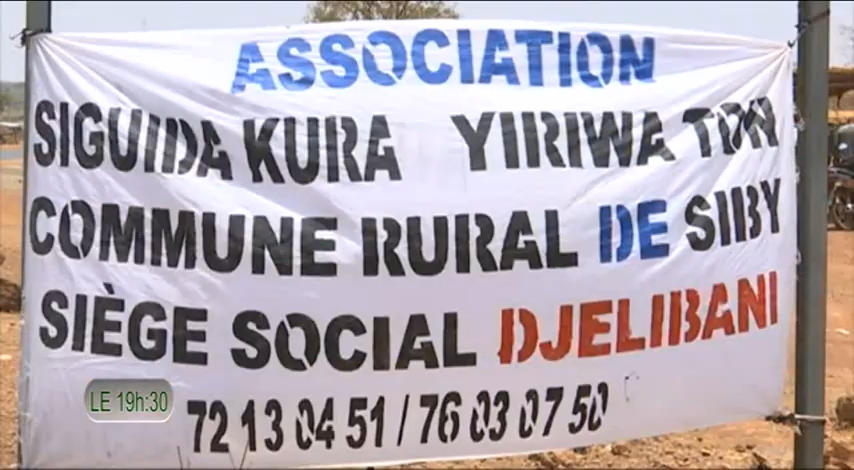 ASSOCIATION
SIGUIDA KURA YIRIWA TON
COMMUNE RURAL DE SIBY
SIÈGE SOCIAL DJELIBANI
72 13 04 51 / 76 03 07 50
LE 19h:30